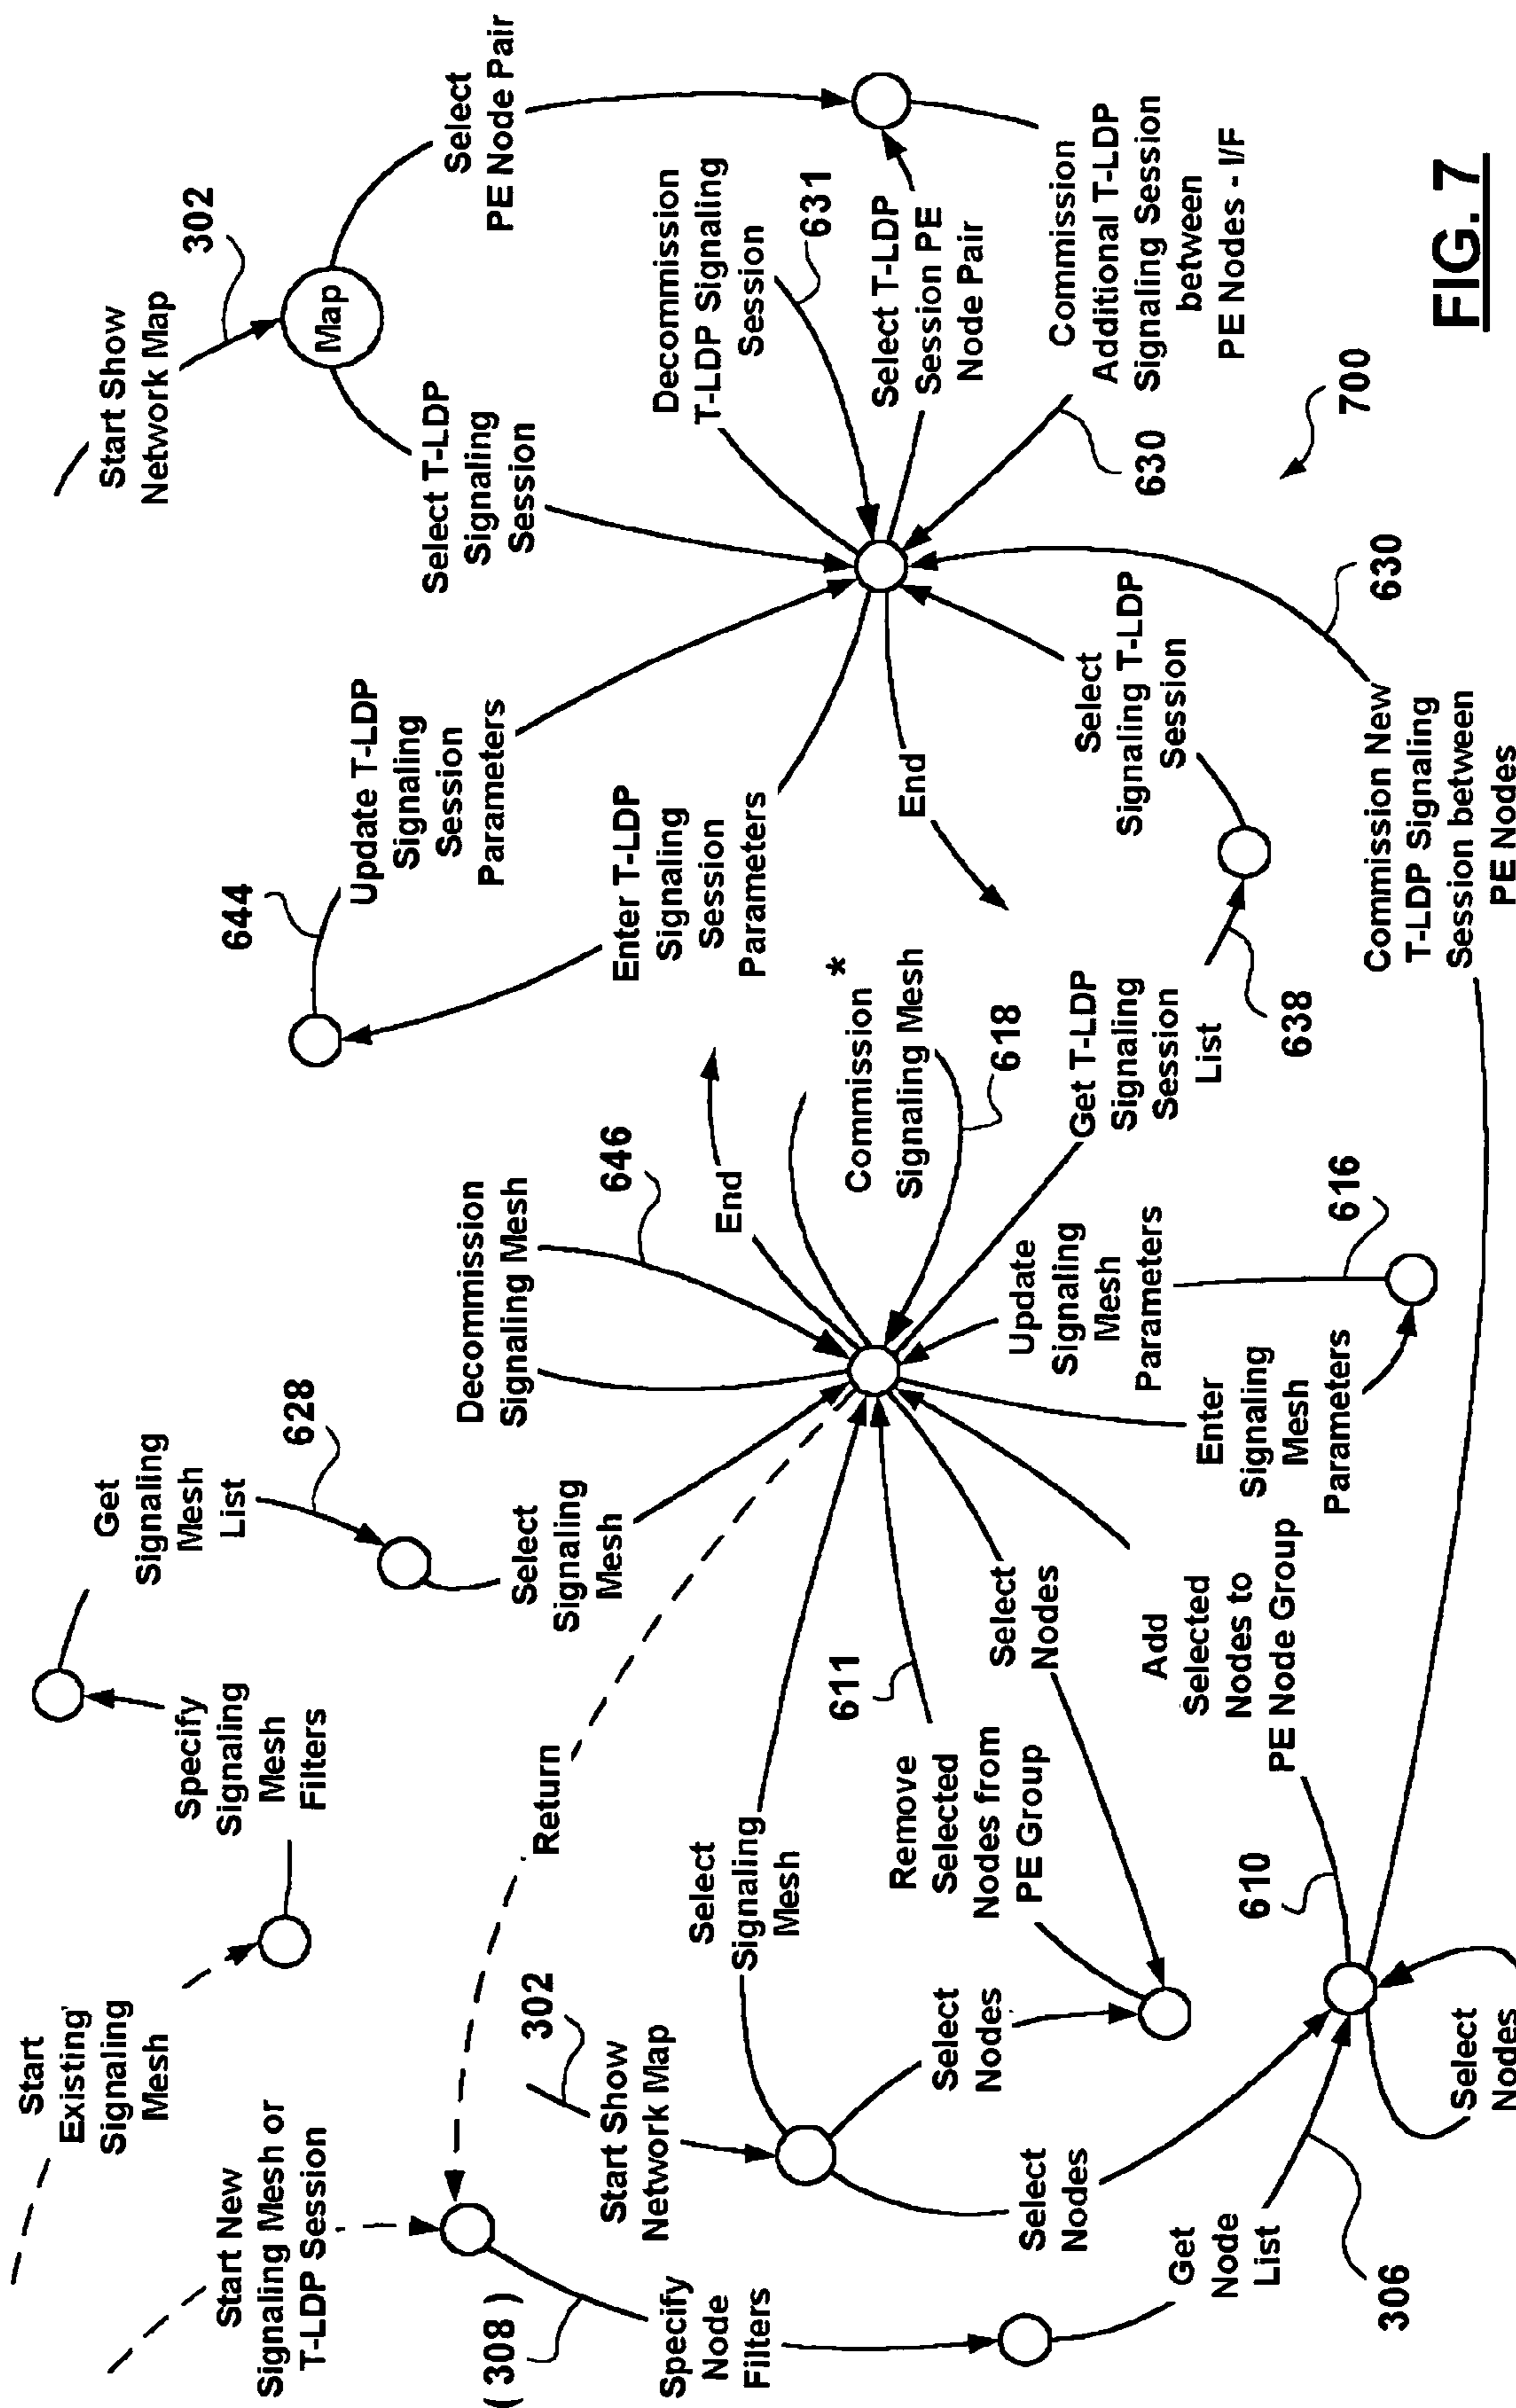 Start
Existing
Signaling
Mesh
Start New
Signaling Mesh or
T-LDP Session
Specify
Signaling
Mesh
Filters
Get
Signaling
Mesh
List
628
Select
Signaling
Mesh
Return
( 308 )
Specify
Node
Filters
302
Start Show
Network Map
Select
Signaling
Mesh
Select
Nodes
Select
Nodes
Get
Node
List
306
Select
Nodes
610
611
Remove
Selected
Nodes from
PE Group
Select
Nodes
Add
Selected
Nodes to
PE Node Group
Decommission
Signaling Mesh
646
End
Commission *
Signaling Mesh
618
Get T-LDP
Signaling
Session
List
638
Update
Signaling
Mesh
Parameters
616
Enter
Signaling
Mesh
Parameters
644
Update T-LDP
Signaling
Session
Parameters
Enter T-LDP
Signaling
Session
Parameters
End
Select
Signaling T-LDP
Session
Commission New
T-LDP Signaling
Session between
PE Nodes
630
Start Show
Network Map
302
Map
Select T-LDP
Signaling
Session
Select
PE Node Pair
Decommission
T-LDP Signaling
Session
631
Select T-LDP
Session PE
Node Pair
Commission
Additional T-LDP
Signaling Session
between
PE Nodes - I/F
630
700
FIG. 7